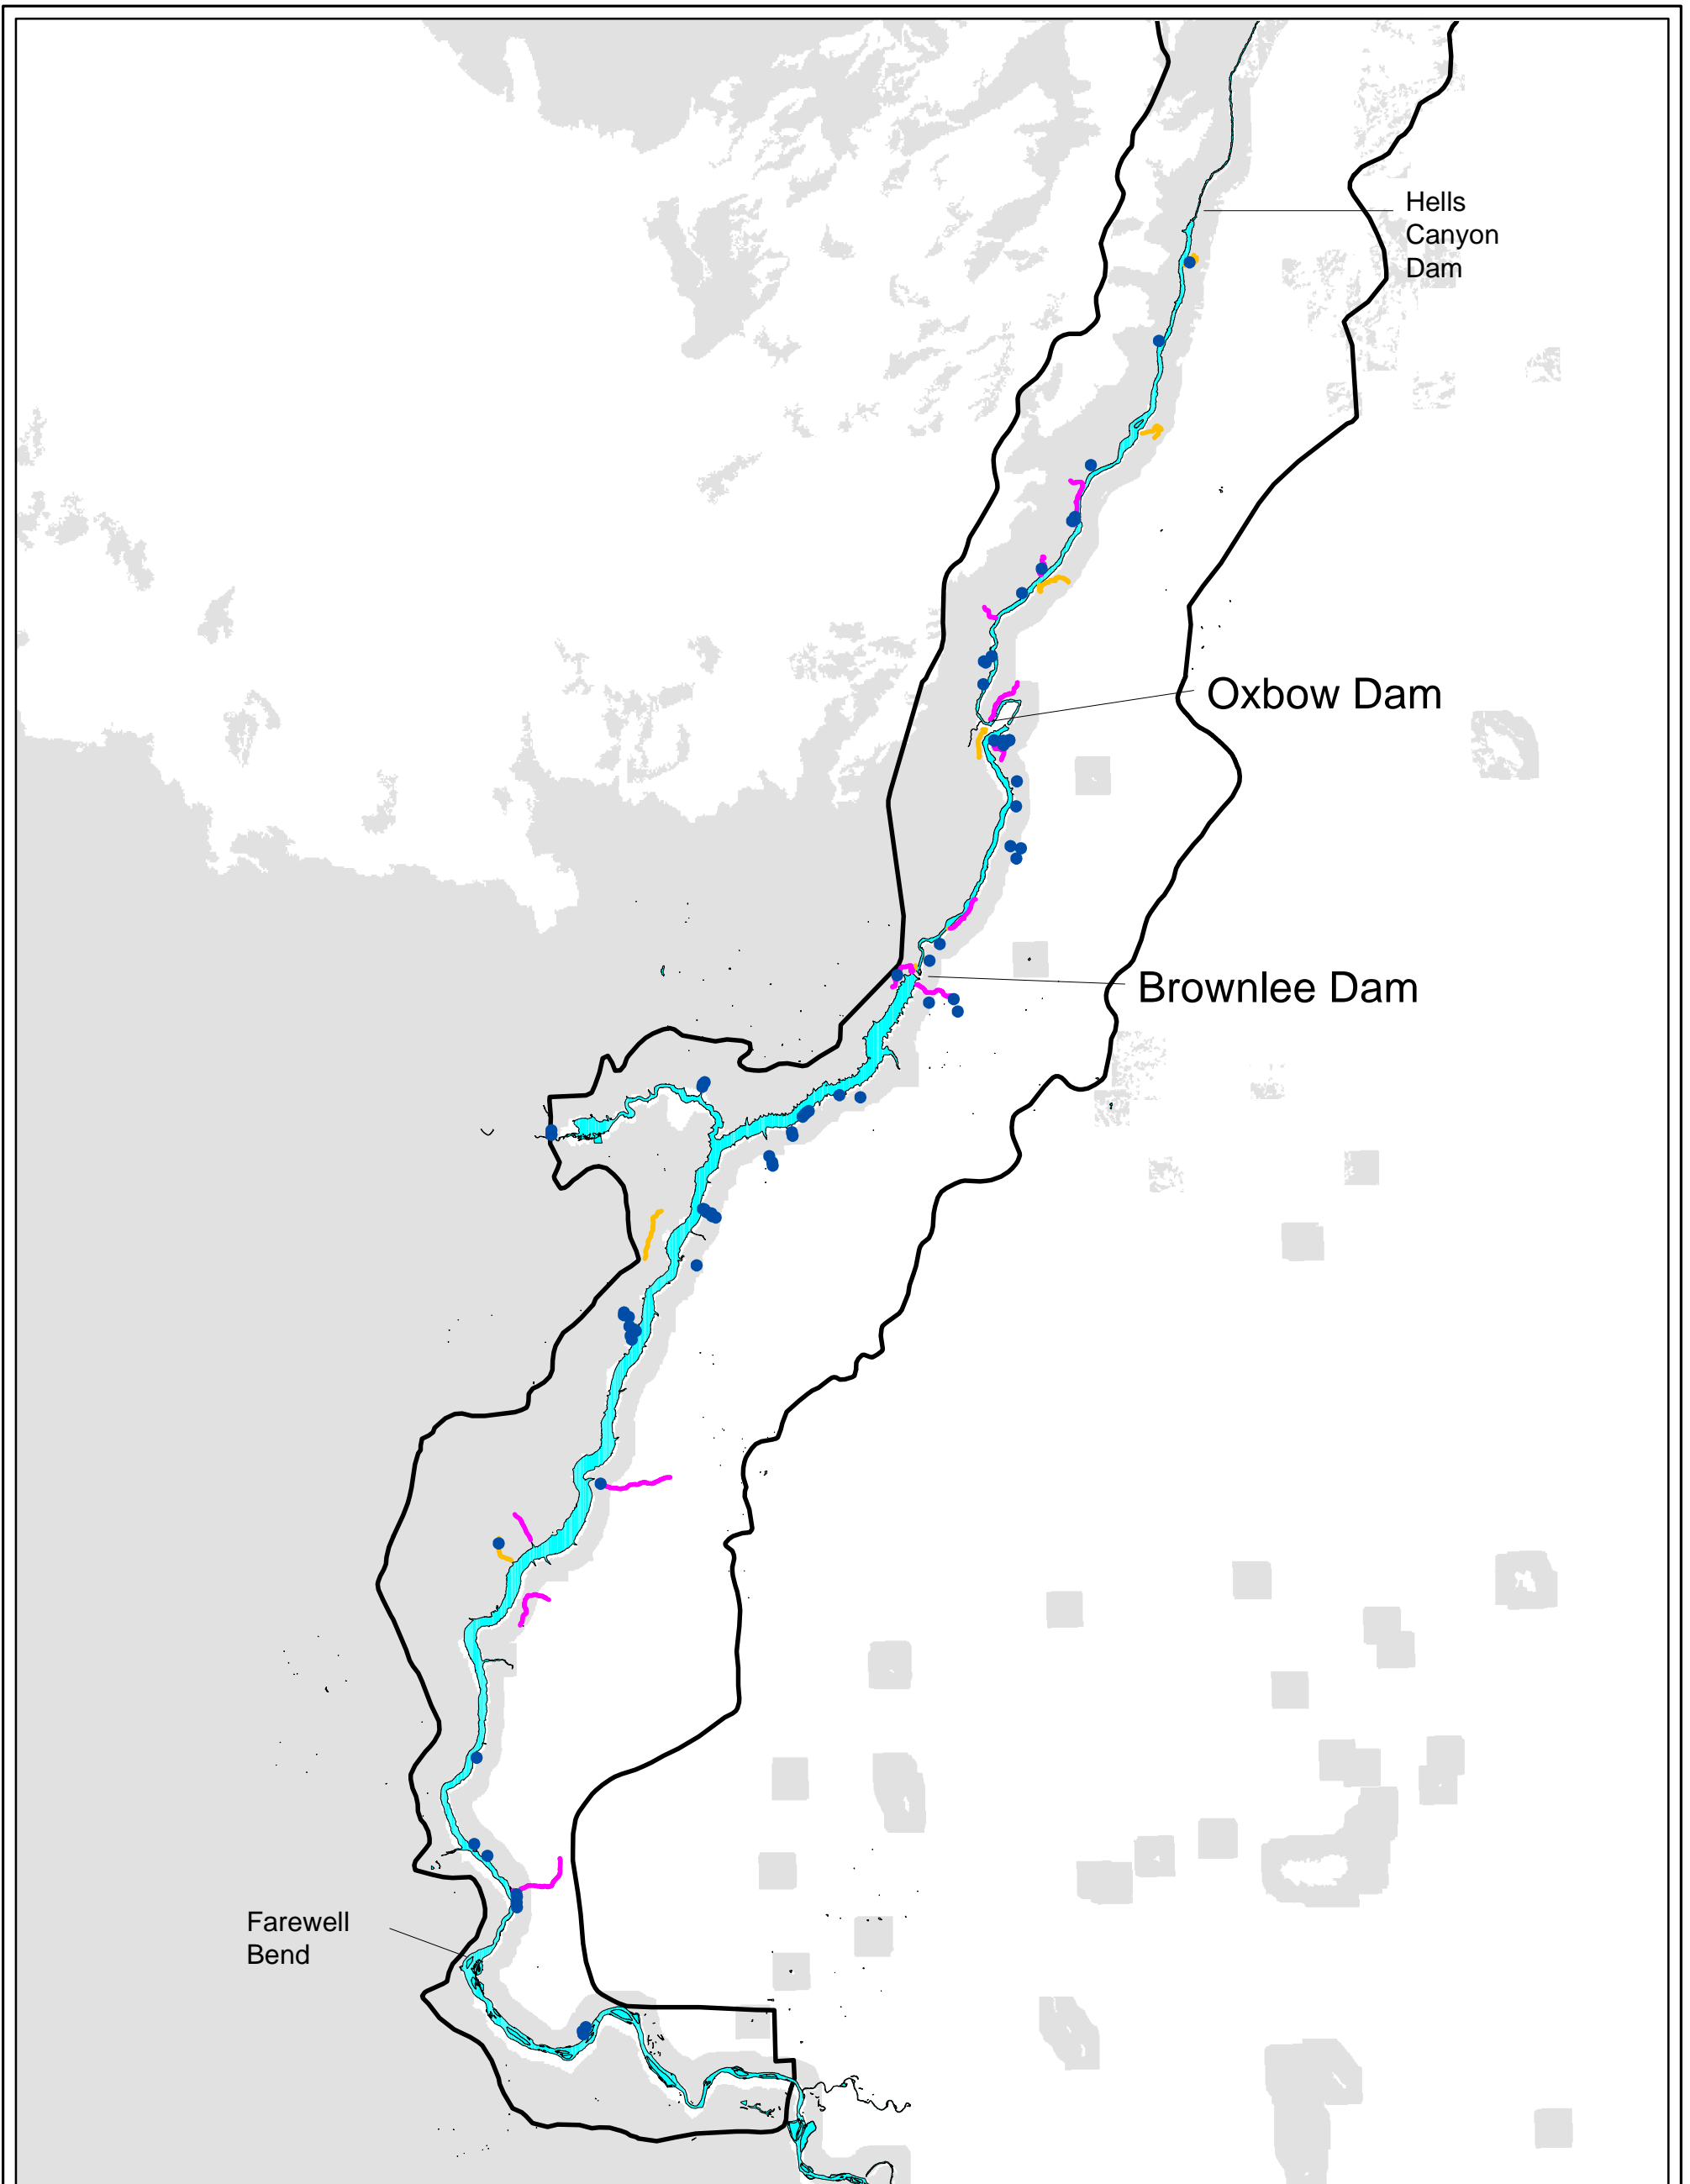 Hells
Canyon
Dam
Oxbow Dam
Brownlee Dam
Farewell
Bend